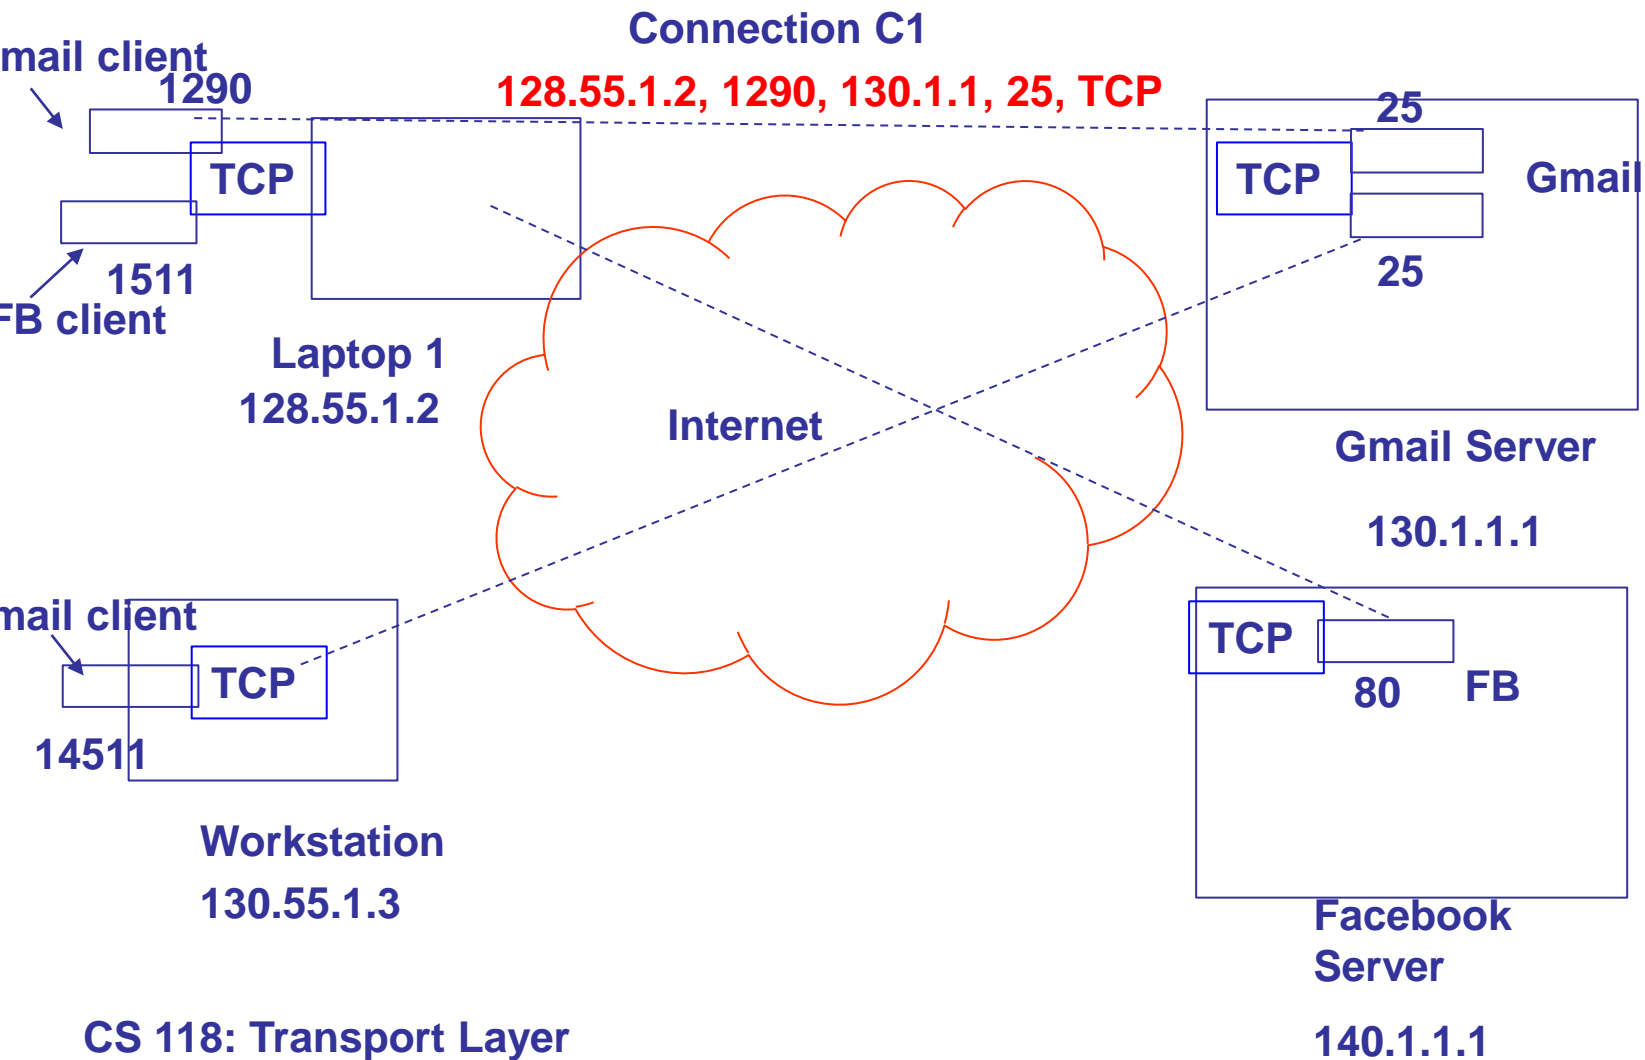 Connection C1
mail client
1290
128.55.1.2, 1290, 130.1.1, 25, TCP
25
TCP
TCP
Gmail
1511
25
FB client
Laptop 1
128.55.1.2
Internet
Gmail Server
130.1.1.1
mail client
TCP
TCP
14511
80
FB
Workstation
130.55.1.3
Facebook
Server
CS 118: Transport Layer
140.1.1.1